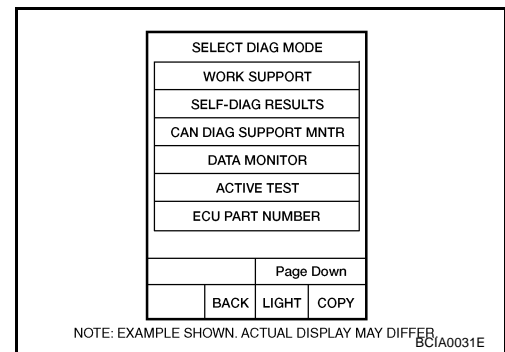 SELECT DIAG MODE
WORK SUPPORT
SELF-DIAG RESULTS
CAN DIAG SUPPORT MNTR
DATA MONITOR
ACTIVE TEST
ECU PART NUMBER
Page Down
BACK LIGHT COPY
NOTE: EXAMPLE SHOWN. ACTUAL DISPLAY MAY DIFFER.
BCIA0031E